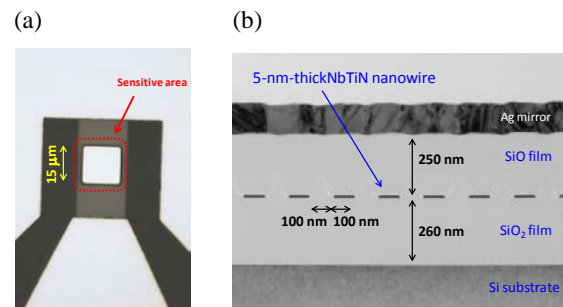 (a)
(b)
Sensitive area
15 μm
5-nm-thickNbTiN nanowire
Ag mirror
250 nm
SiO film
100 nm
100 nm
260 nm
SiO₂ film
Si substrate